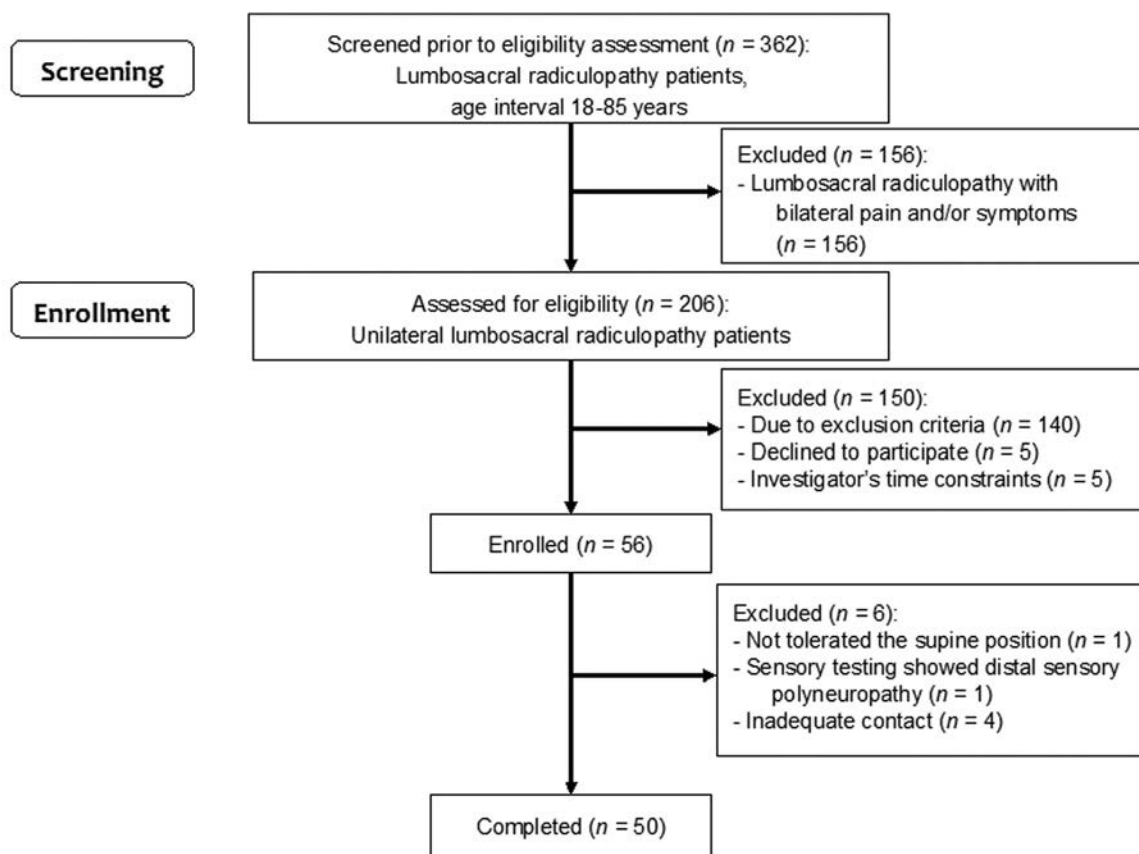 Screening
Screened prior to eligibility assessment (n = 362):
Lumbosacral radiculopathy patients,
age interval 18-85 years
Excluded (n = 156):
- Lumbosacral radiculopathy with
bilateral pain and/or symptoms
(n = 156)
Enrollment
Assessed for eligibility (n = 206):
Unilateral lumbosacral radiculopathy patients
Excluded (n = 150):
- Due to exclusion criteria (n = 140)
- Declined to participate (n = 5)
- Investigator's time constraints (n = 5)
Enrolled (n = 56)
Excluded (n = 6):
- Not tolerated the supine position (n = 1)
- Sensory testing showed distal sensory
polyneuropathy (n = 1)
- Inadequate contact (n = 4)
Completed (n = 50)